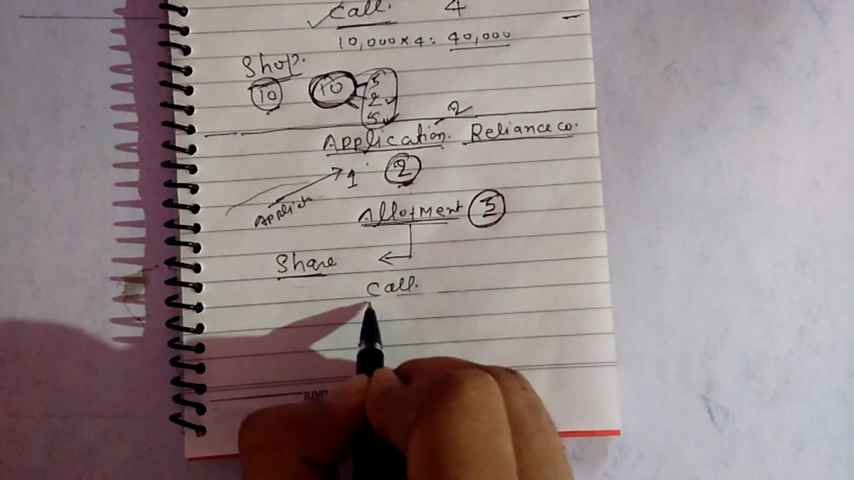 Call. 4
10,000 x 4 = 40,000
Shop.
10 10 3
2
5
2
Application. Reliance co.
1 2
Applicn.
Allotment 3
Share
Call.